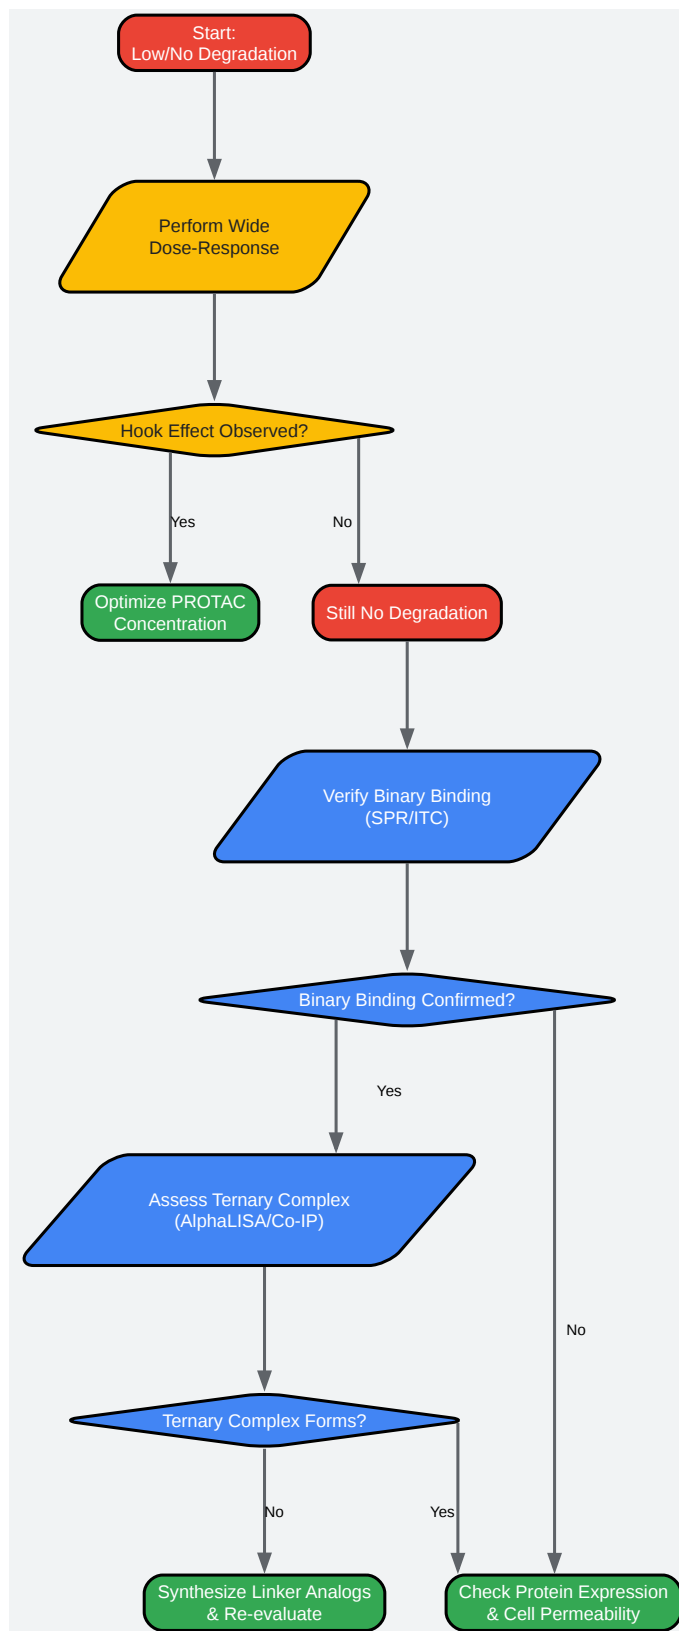 Start:
Low/No Degradation
Perform Wide
Dose-Response
Hook Effect Observed?
Yes
No
Optimize PROTAC
Concentration
Still No Degradation
Verify Binary Binding
(SPR/ITC)
Binary Binding Confirmed?
Yes
Assess Ternary Complex
(AlphaLISA/Co-IP)
No
Ternary Complex Forms?
No
Yes
Synthesize Linker Analogs
& Re-evaluate
Check Protein Expression
& Cell Permeability